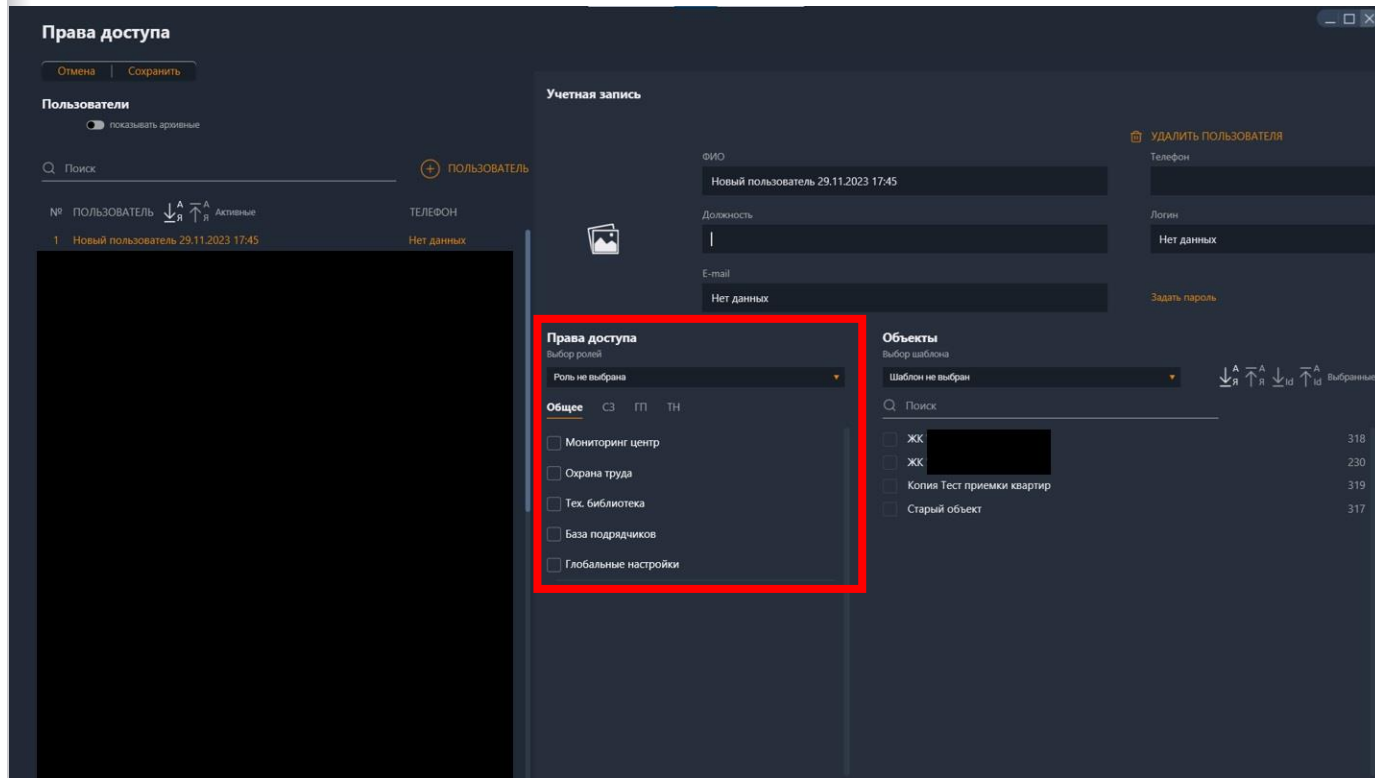 Права доступа
Отмена | Сохранить
Пользователи
показывать архивные
Поиск
ПОЛЬЗОВАТЕЛЬ
№ ПОЛЬЗОВАТЕЛЬ А Я А Я Активные ТЕЛЕФОН
1 Новый пользователь 29.11.2023 17:45 Нет данных
Учетная запись
УДАЛИТЬ ПОЛЬЗОВАТЕЛЯ
ФИО Телефон
Новый пользователь 29.11.2023 17:45
Должность Логин
Нет данных
E-mail
Нет данных Задать пароль
Права доступа
Выбор ролей
Роль не выбрана
Общее СЗ ГП ТН
Мониторинг центр
Охрана труда
Тех. библиотека
База подрядчиков
Глобальные настройки
Объекты
Выбор шаблона
Шаблон не выбран А Я А Я Id А Id Выбранные
Поиск
ЖК 318
ЖК 230
Копия Тест приемки квартир 319
Старый объект 317